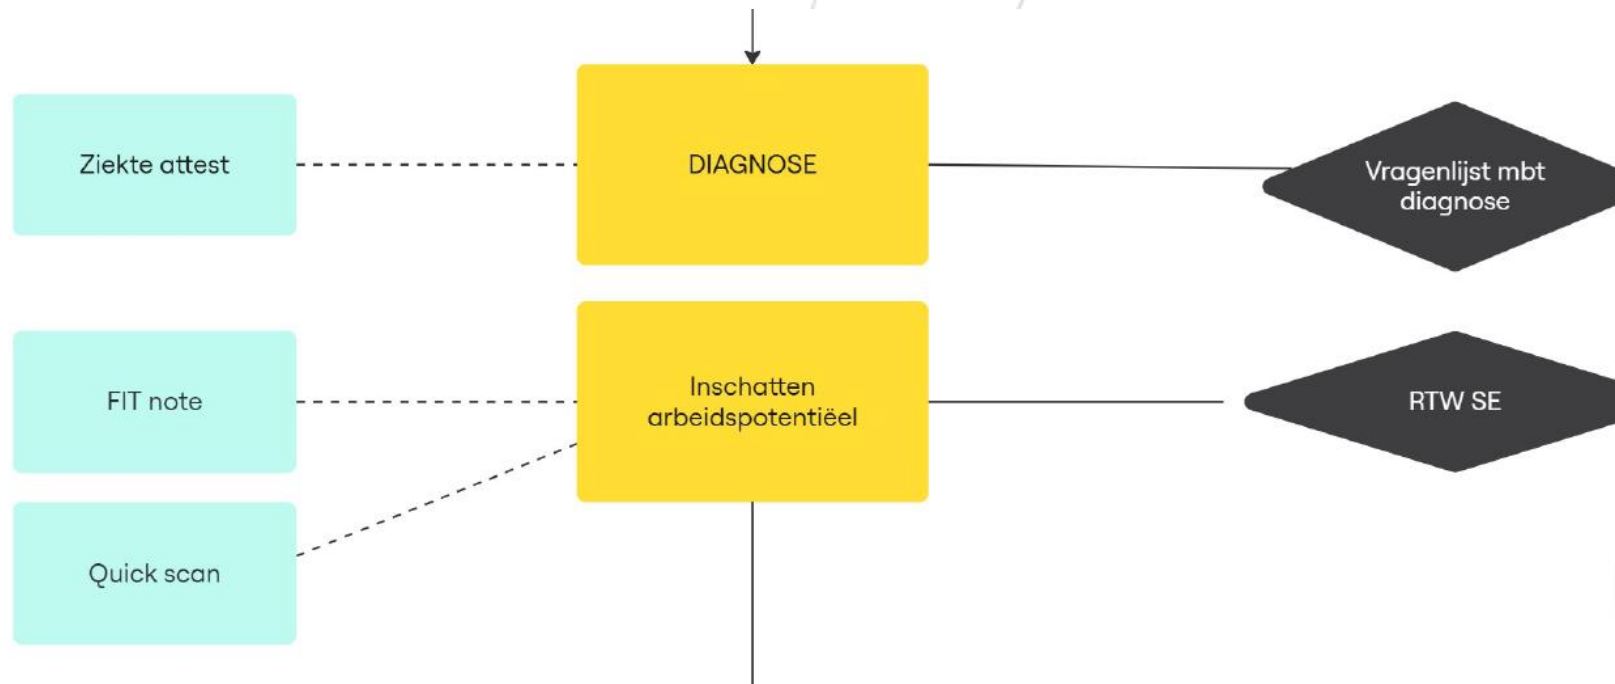 Ziekte attest
DIAGNOSE
Vragenlijst mbt
diagnose
FIT note
Inschatten
arbeidspotentiëel
RTW SE
Quick scan